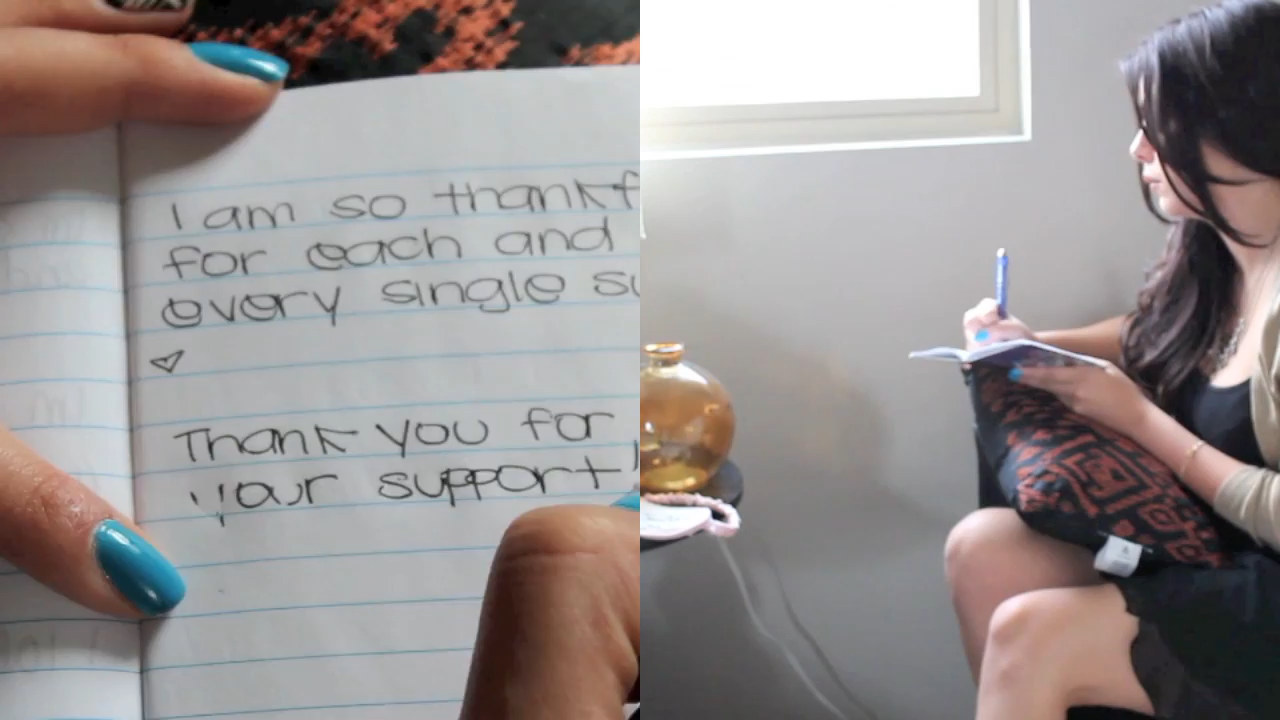 I am so thankf
for each and
every single su
Thank you for
your support!